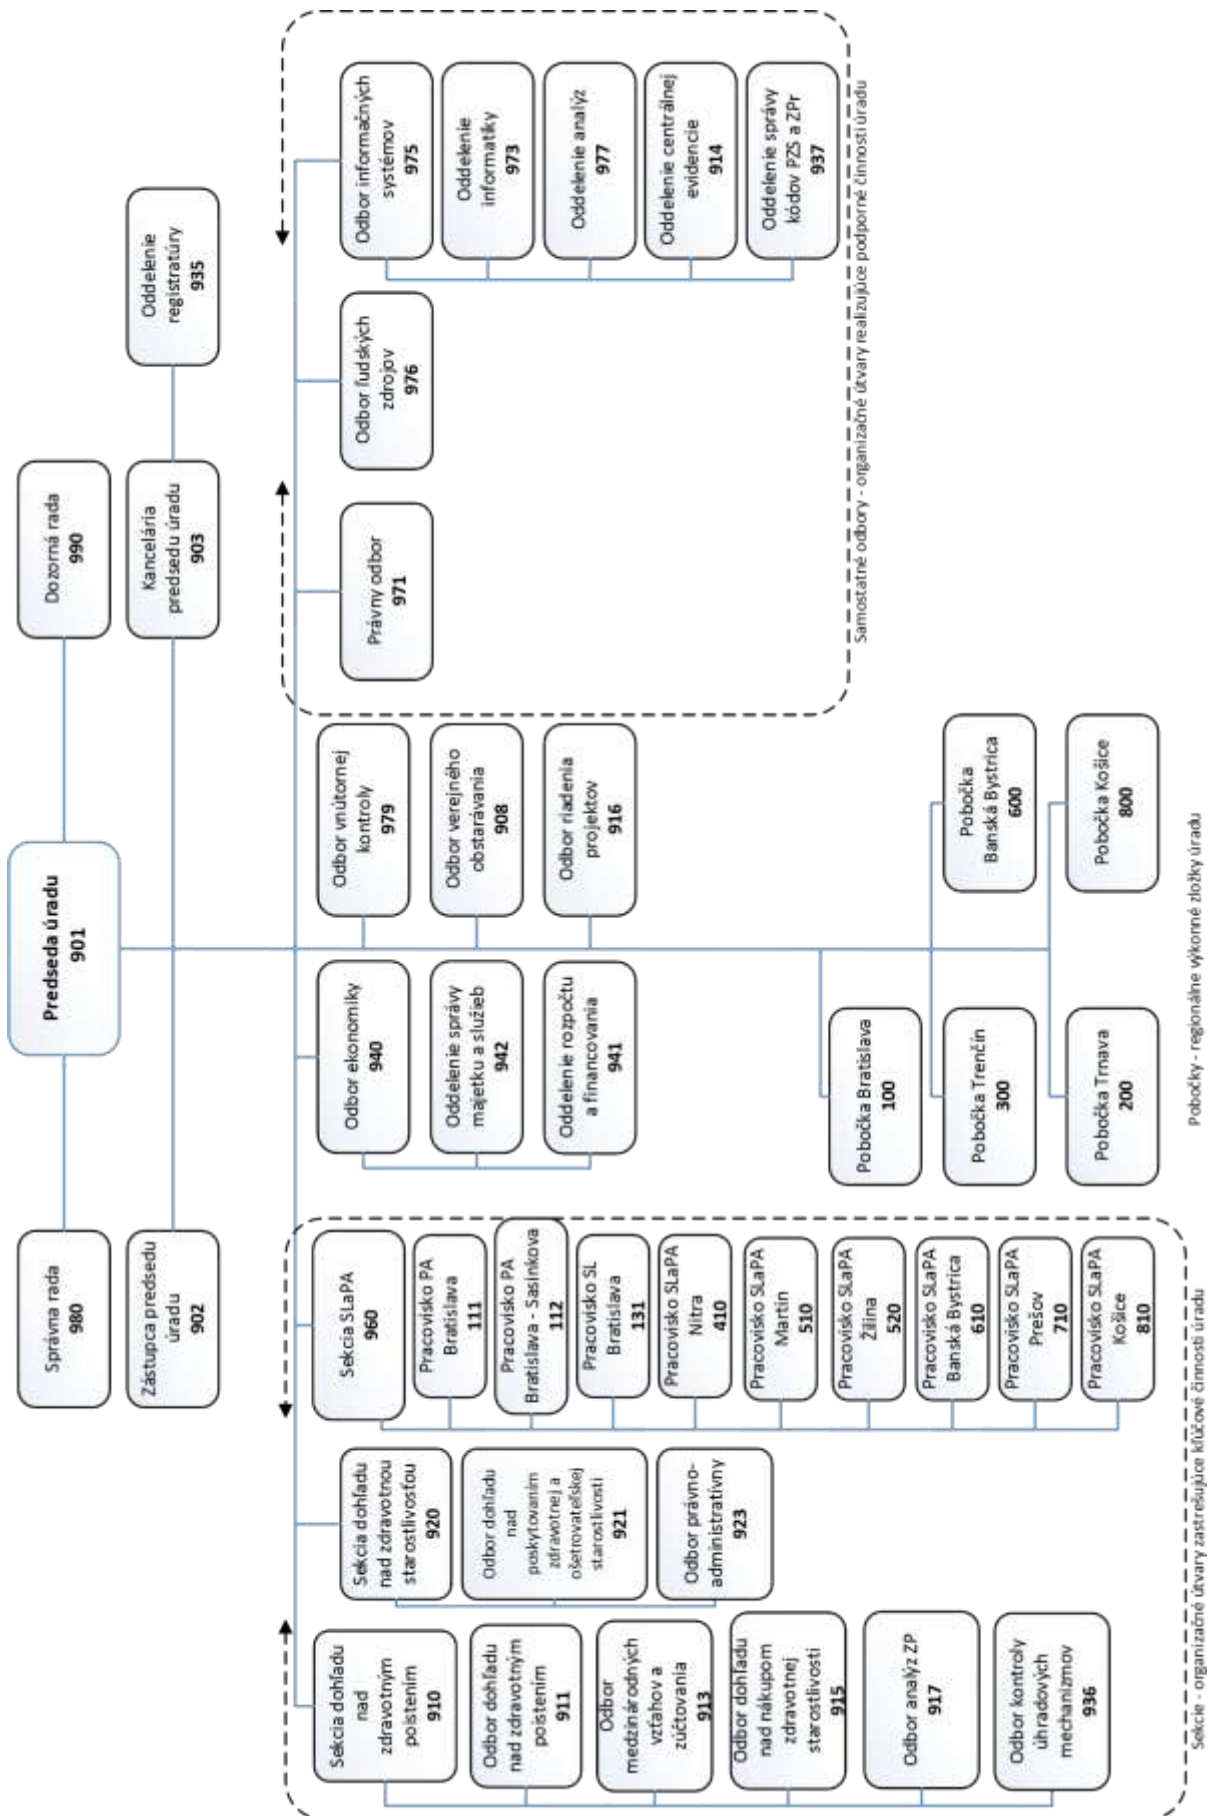 Predseda úradu
901
Správna rada
980
Dozorná rada
990
Zástupca predsedu
úradu
902
Kancelária
predsedu úradu
903
Oddelenie
registratúry
935
Sekcia dohľadu
nad
zdravotným
poistením
910
Odbor dohľadu
nad zdravotným
poistením
911
Odbor
medzinárodných
vzťahov a
zúčtovania
913
Odbor dohľadu
nad nákupom
zdravotnej
starostlivosti
915
Odbor analýz ZP
917
Odbor kontroly
úhradových
mechanizmov
936
Sekcia dohľadu
nad zdravotnou
starostlivosťou
920
Odbor dohľadu
nad
poskytovaním
zdravotnej a
ošetrovateľskej
starostlivosti
921
Odbor právno-
administratívny
923
Sekcia SLaPA
960
Pracovisko PA
Bratislava
111
Pracovisko PA
Bratislava - Sasinkova
112
Pracovisko SL
Bratislava
131
Pracovisko SLaPA
Nitra
410
Pracovisko SLaPA
Martin
510
Pracovisko SLaPA
Žilina
520
Pracovisko SLaPA
Banská Bystrica
610
Pracovisko SLaPA
Prešov
710
Pracovisko SLaPA
Košice
810
Sekcie - organizačné útvary zastrešujúce kľúčové činnosti úradu
Odbor ekonomiky
940
Oddelenie správy
majetku a služieb
942
Oddelenie rozpočtu
a financovania
941
Odbor vnútornej
kontroly
979
Odbor verejného
obstarávania
908
Odbor riadenia
projektov
916
Pobočka Bratislava
100
Pobočka Trenčín
300
Pobočka Trnava
200
Pobočka
Banská Bystrica
600
Pobočka Košice
800
Pobočky - regionálne výkonné zložky úradu
Právny odbor
971
Odbor ľudských
zdrojov
976
Odbor informačných
systémov
975
Oddelenie
informatiky
973
Oddelenie analýz
977
Oddelenie centrálnej
evidencie
914
Oddelenie správy
kódov PZS a ZPr
937
Samostatné odbory - organizačné útvary realizujúce podporné činnosti úradu